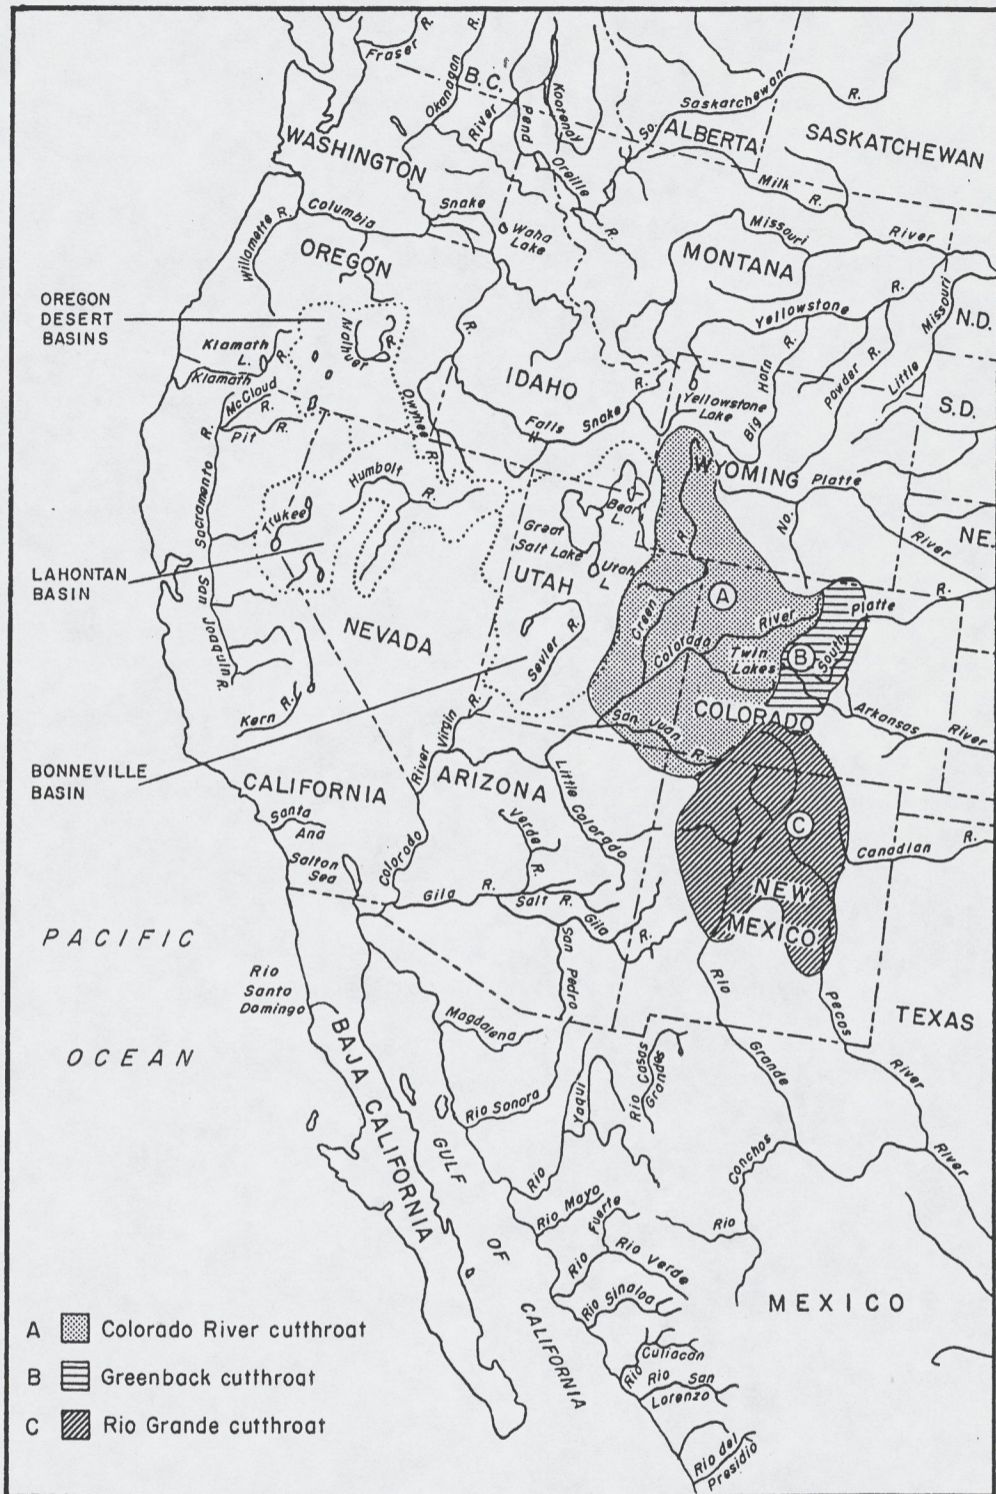 Fraser R.
Okanagan R.
B.C.
River
Pend
Oreille
R.
Kootenay
So. Saskatchewan R.
ALBERTA
SASKATCHEWAN
WASHINGTON
Milk R.
Willamette R.
Columbia
Snake
Waha
Lake
Missouri
River
OREGON
MONTANA
OREGON
DESERT
BASINS
Malhuer
R.
Yellowstone R.
Missouri
N.D.
Klamath
L.
Klamath R.
R.
IDAHO
Big Horn R.
Powder R.
Little
McCloud
R.
Pit R.
Owyhee R.
Falls
Snake R.
Yellowstone
Lake
S.D.
Sacramento R.
Humbolt R.
WYOMING
Platte
No.
River
NE.
Trukee
Great
Salt Lake
Bear
L.
Utah
L
LAHONTAN
BASIN
UTAH
R.
A
Green
River
Platte R.
San Joaquin R.
NEVADA
Sevier R.
Colorado
Twin
Lakes
B
South
Kern R.
Virgin R.
River
San Juan R.
COLORADO
Arkansas
River
BONNEVILLE
BASIN
CALIFORNIA
ARIZONA
Little Colorado
Santa
Ana
Verde
R.
C
Canadian R.
Salton
Sea
Colorado
Gila R.
Salt R.
Gila
R.
NEW
MEXICO
PACIFIC
San Pedro
Rio
Santo
Domingo
Rio
Pecos
TEXAS
OCEAN
Magdalena
Rio Casas
Grandes
Grande
River
BAJA CALIFORNIA
Rio Sonora
Yaqui
GULF
Conchos
River
Rio
Rio Mayo
Fuerte
Rio
OF
Rio
Rio Verde
CALIFORNIA
Rio Sinaloa
MEXICO
A Colorado River cutthroat
Culiacan
Rio
Rio San
Lorenzo
B Greenback cutthroat
C Rio Grande cutthroat
Rio del
Presidio